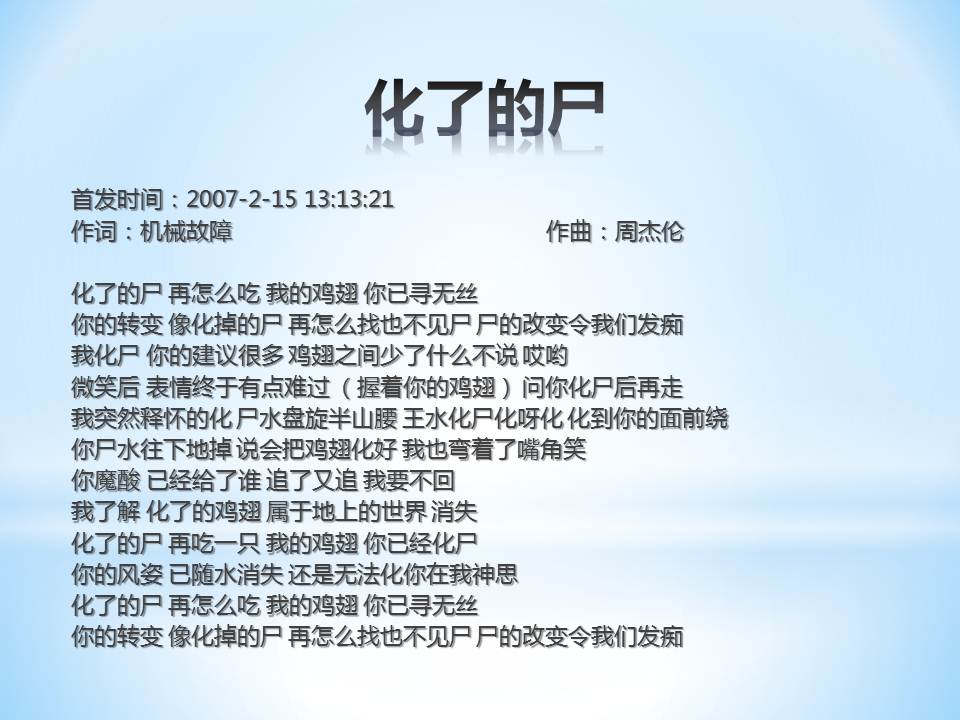 化了的尸
首发时间：2007-2-15 13:13:21
作词：机械故障 作曲：周杰伦
化了的尸 再怎么吃 我的鸡翅 你已寻无丝
你的转变 像化掉的尸 再怎么找也不见尸 尸的改变令我们发痴
我化尸 你的建议很多 鸡翅之间少了什么不说 哎哟
微笑后 表情终于有点难过（握着你的鸡翅）问你化尸后再走
我突然释怀的化 尸水盘旋半山腰 王水化尸化呀化 化到你的面前绕
你尸水往下地掉 说会把鸡翅化好 我也弯着了嘴角笑
你魔酸 已经给了谁 追了又追 我要不回
我了解 化了的鸡翅 属于地上的世界 消失
化了的尸 再吃一只 我的鸡翅 你已经化尸
你的风姿 已随水消失 还是无法化你在我神思
化了的尸 再怎么吃 我的鸡翅 你已寻无丝
你的转变 像化掉的尸 再怎么找也不见尸 尸的改变令我们发痴